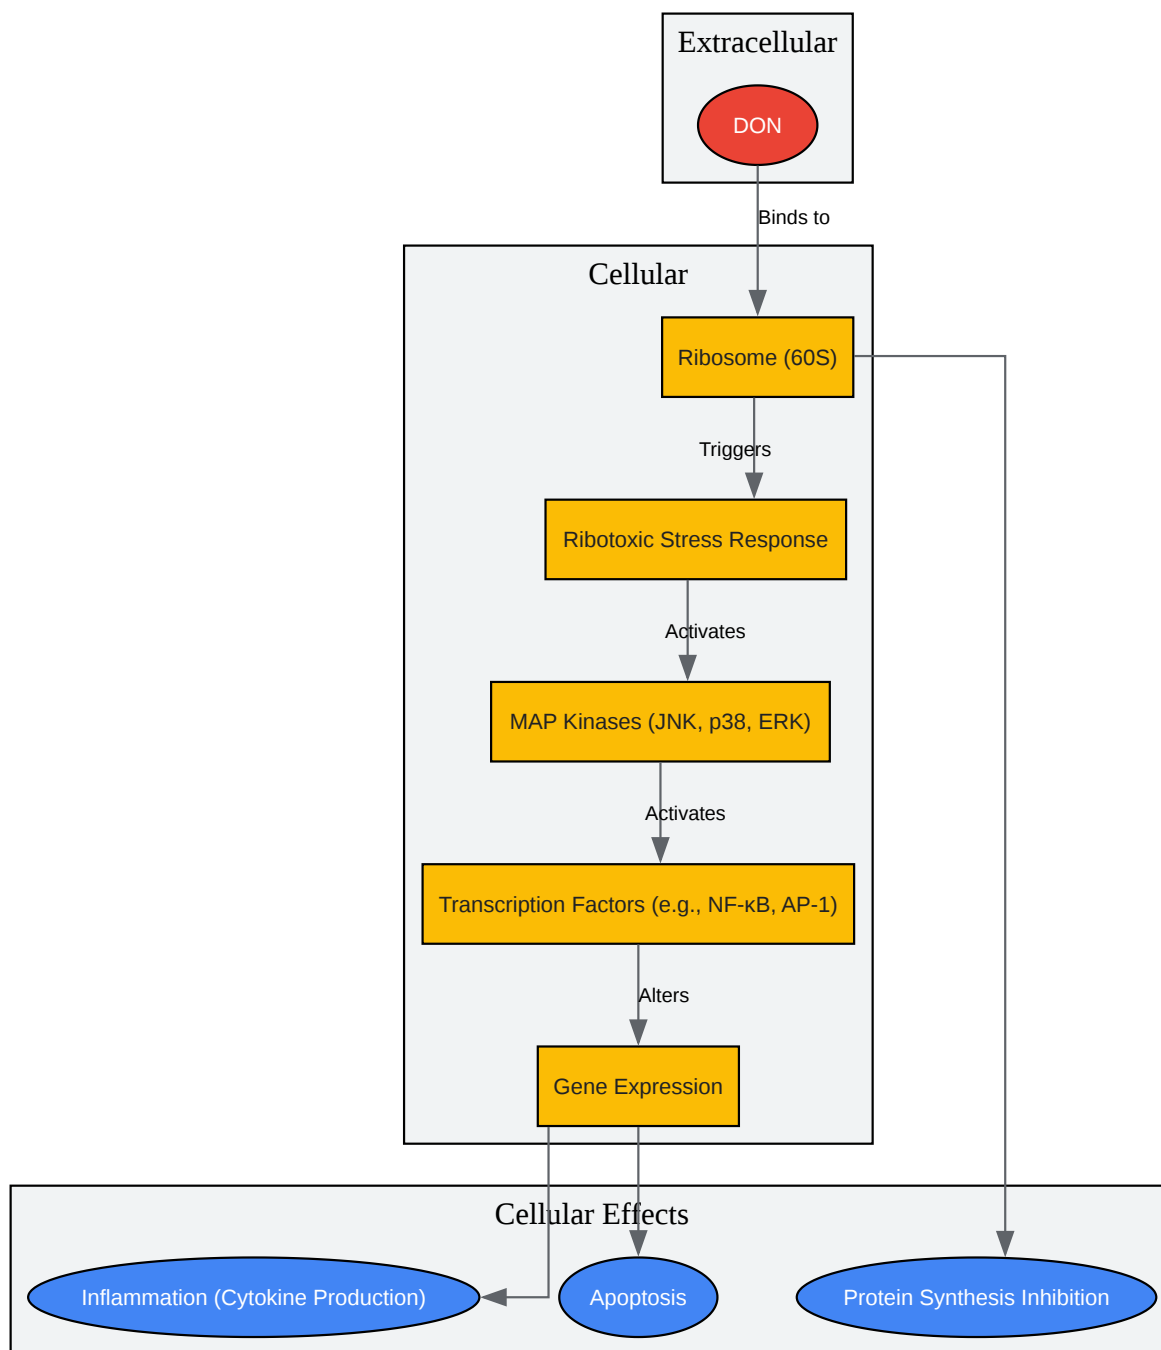 Extracellular
DON
Binds to
Cellular
Ribosome (60S)
Triggers
Ribotoxic Stress Response
Activates
MAP Kinases (JNK, p38, ERK)
Activates
Transcription Factors (e.g., NF-κB, AP-1)
Alters
Gene Expression
Cellular Effects
Inflammation (Cytokine Production)
Apoptosis
Protein Synthesis Inhibition